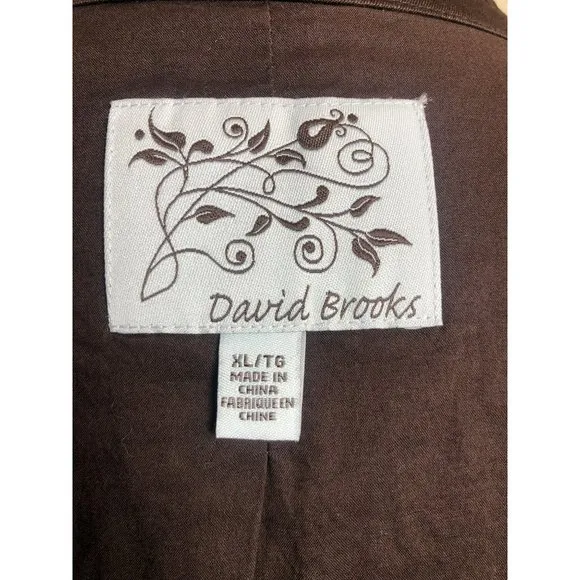 David Brooks
XL/TG
MADE IN
CHINA
FABRIQUE EN
CHINE